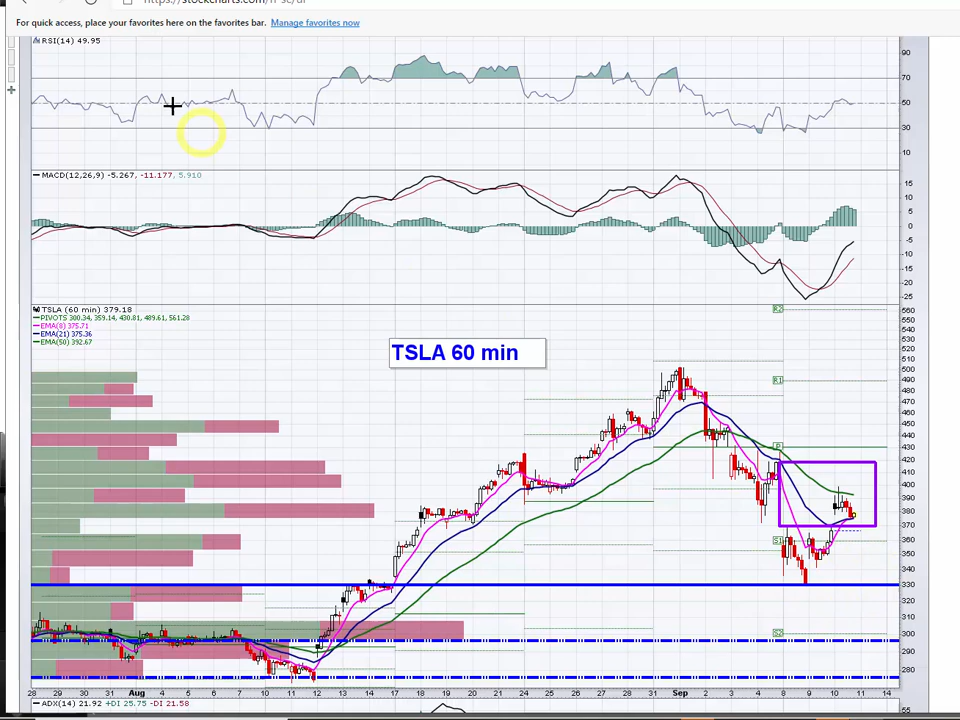 For quick access, place your favorites here on the favorites bar. Manage favorites now
RSI(14) 49.95
90
70
50
30
10
MACD(12,26,9) -5.267, -11.177, 5.910
15
10
5
0
-5
-10
-15
-20
-25
TSLA (60 min) 379.18
PIVOTS 300.34, 359.14, 430.81, 489.61, 561.28
EMA(8) 375.71
EMA(21) 375.36
EMA(50) 392.67
TSLA 60 min
R2
R1
P
S1
S2
560
550
540
530
520
510
500
490
480
470
460
450
440
430
420
410
400
390
380
370
360
350
340
330
320
310
300
290
280
28 29 30 31 Aug 4 5 6 7 10 11 12 13 14 17 18 19 20 21 24 25 26 27 28 31 Sep 2 3 4 8 9 10 11 14
ADX(14) 21.92 +DI 25.75 -DI 21.58
55